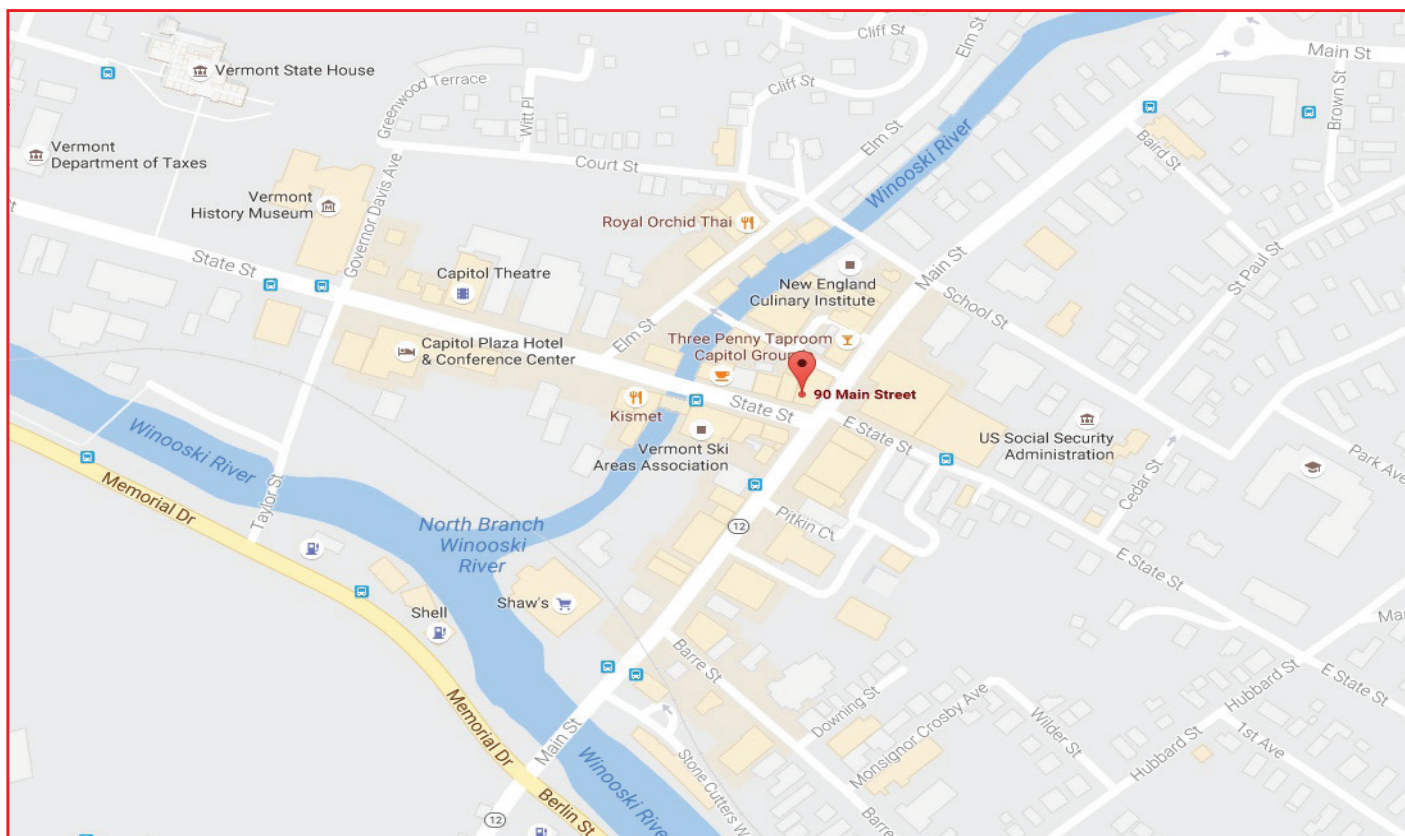 Cliff St
Elm St
Main St
Vermont State House
Greenwood Terrace
Witt Pl
Cliff St
Brown St
Vermont
Department of Taxes
Elm St
Winooski River
Baird St
Court St
Vermont
History Museum
Governor Davis Ave
Royal Orchid Thai
State St
Capitol Theatre
New England
Culinary Institute
Main St
School St
St Paul St
Elm St
Three Penny Taproom
Capitol Grou
Capitol Plaza Hotel
& Conference Center
90 Main Street
Kismet
State St
E State St
US Social Security
Administration
Vermont Ski
Areas Association
Winooski River
Park Ave
Cedar St
Memorial Dr
Taylor St
North Branch
Winooski
River
12
Pitkin Ct
E State St
Shaw's
Shell
Barre St
Downing St
Hubbard St
E State St
Memorial Dr
Main St
Monsignor Crosby Ave
Wilder St
Hubbard St
1st Ave
Stone Cutters W
Winooski River
Berlin St
12
Barre